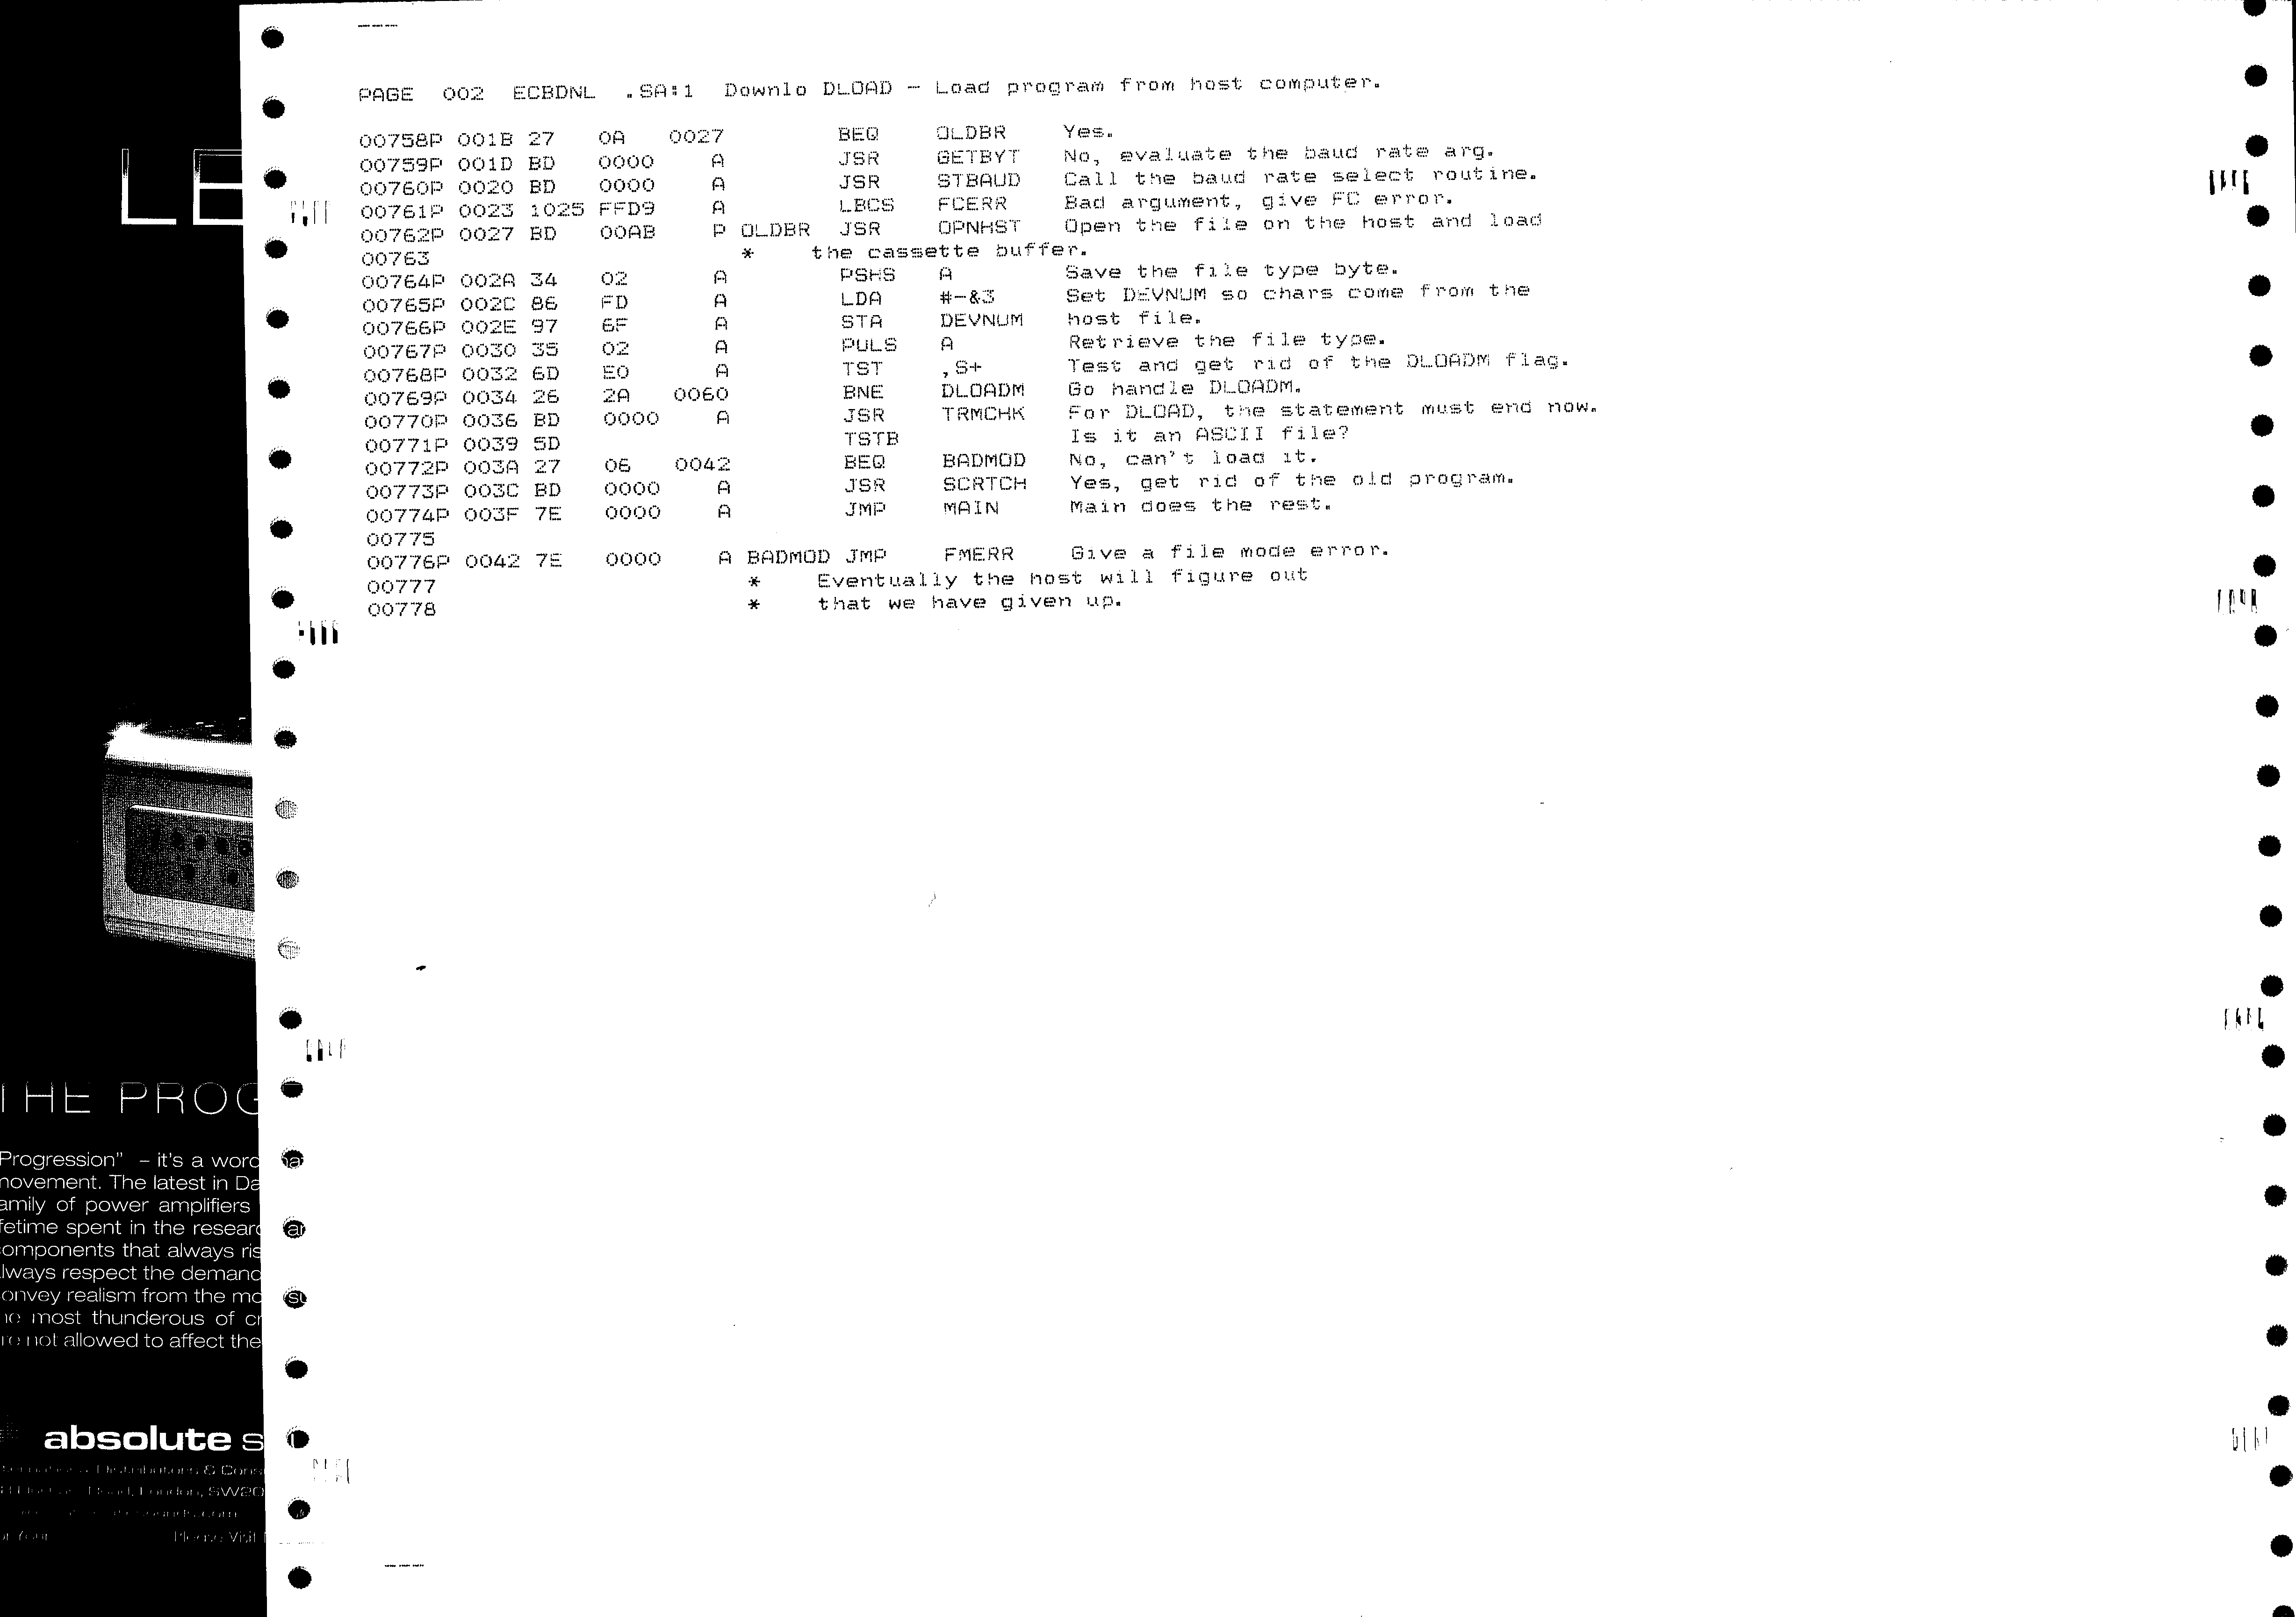 PAGE 002 ECBDNL .SA:1 Downlo DLOAD - Load program from host computer.
00758P 001B 27 0A 0027 BEQ OLDBR Yes.
00759P 001D BD 0000 A JSR GETBYT No, evaluate the baud rate arg.
00760P 0020 BD 0000 A JSR STBAUD Call the baud rate select routine.
00761P 0023 1025 FFD9 A LBCS FCERR Bad argument, give FC error.
00762P 0027 BD 00AB P OLDBR JSR OPNHST Open the file on the host and load
00763 * the cassette buffer.
00764P 002A 34 02 A PSHS A Save the file type byte.
00765P 002C 86 FD A LDA #-&3 Set DEVNUM so chars come from the
00766P 002E 97 6F A STA DEVNUM host file.
00767P 0030 35 02 A PULS A Retrieve the file type.
00768P 0032 6D E0 A TST ,S+ Test and get rid of the DLOADM flag.
00769P 0034 26 2A 0060 BNE DLOADM Go handle DLOADM.
00770P 0036 BD 0000 A JSR TRMCHK For DLOAD, the statement must end now.
00771P 0039 5D TSTB Is it an ASCII file?
00772P 003A 27 06 0042 BEQ BADMOD No, can't load it.
00773P 003C BD 0000 A JSR SCRTCH Yes, get rid of the old program.
00774P 003F 7E 0000 A JMP MAIN Main does the rest.
00775
00776P 0042 7E 0000 A BADMOD JMP FMERR Give a file mode error.
00777 * Eventually the host will figure out
00778 * that we have given up.
LE
THE PROG
Progression" – it's a word
movement. The latest in Da
amily of power amplifiers
fetime spent in the researc
omponents that always ris
lways respect the demand
onvey realism from the mo
most thunderous of cr
not allowed to affect the
absolute s
Distributors & Cons
Road, London, SW20
Please Visit